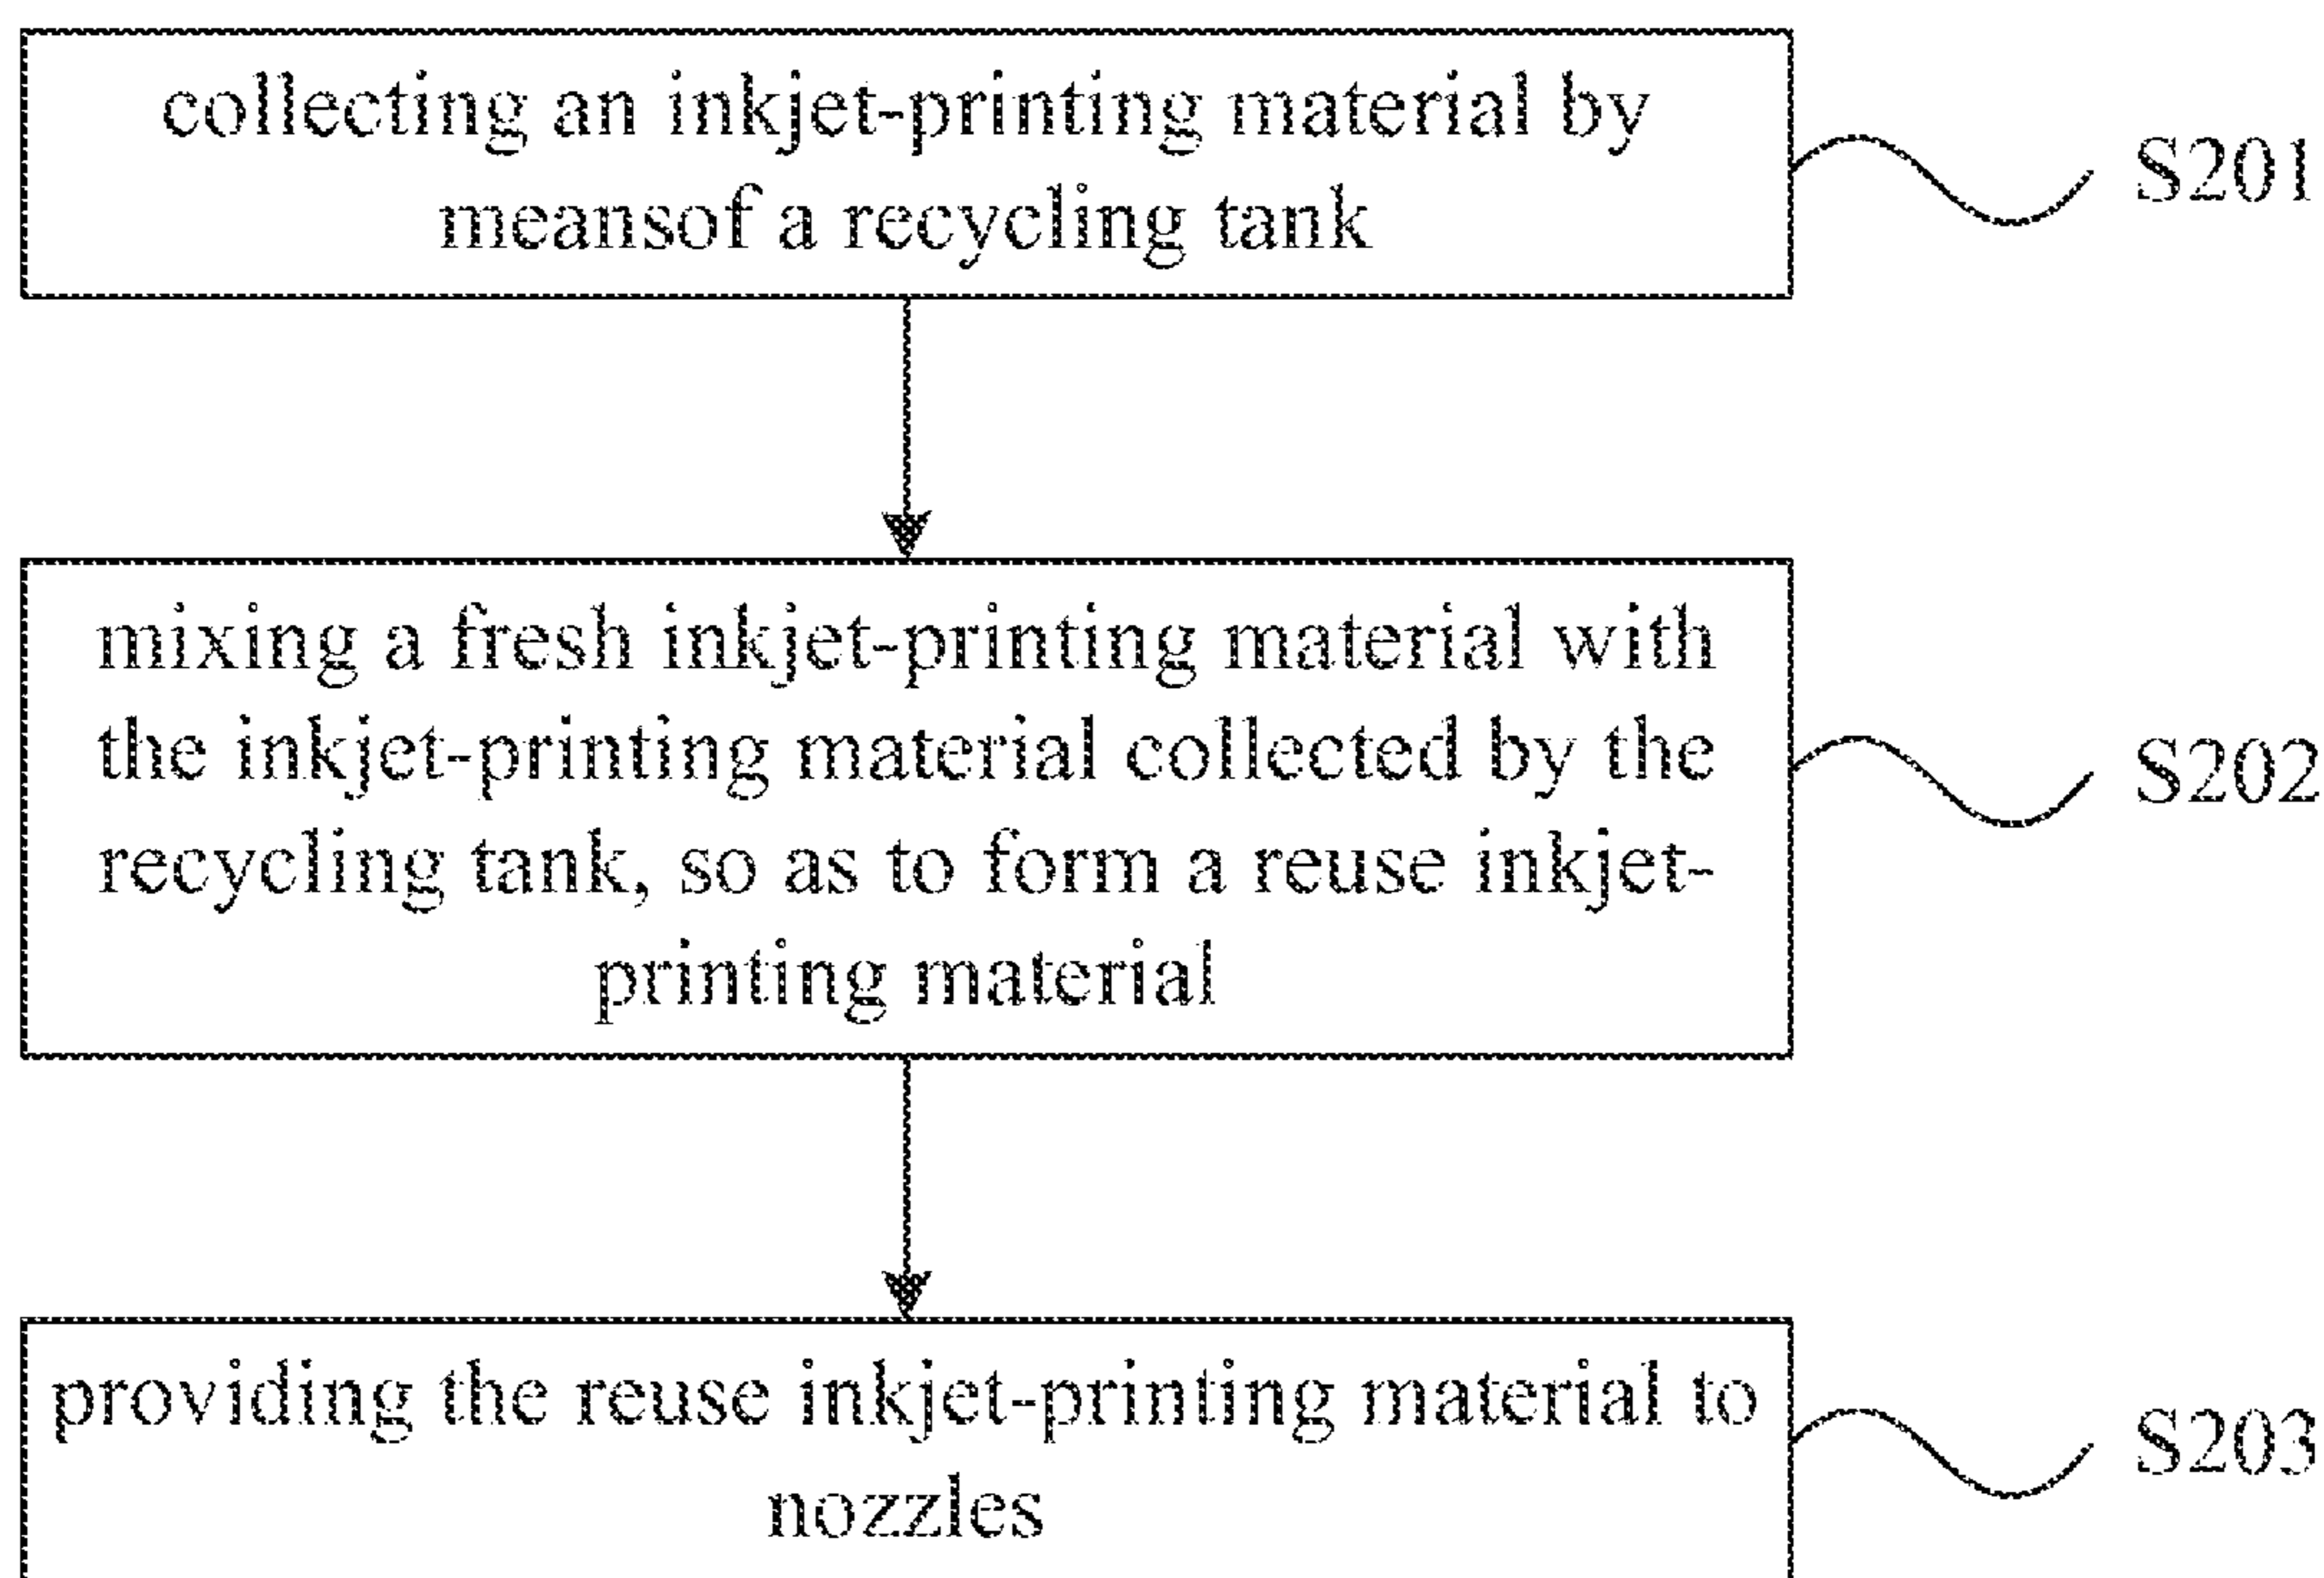 collecting an inkjet-printing material by
meansof a recycling tank
S201
mixing a fresh inkjet-printing material with
the inkjet-printing material collected by the
recycling tank, so as to form a reuse inkjet-
printing material
S202
providing the reuse inkjet-printing material to
nozzles
S203